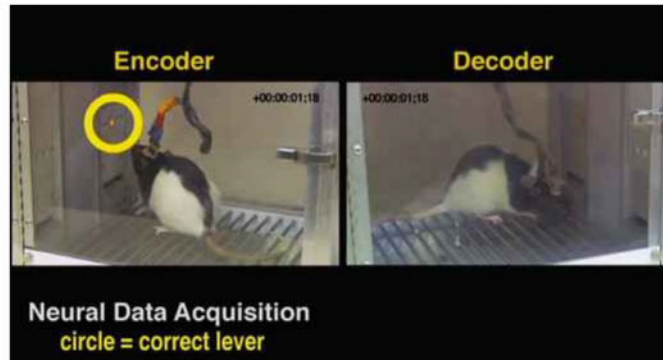 Encoder
Decoder
+00:00:01;18
+00:00:01;18
Neural Data Acquisition
circle = correct lever